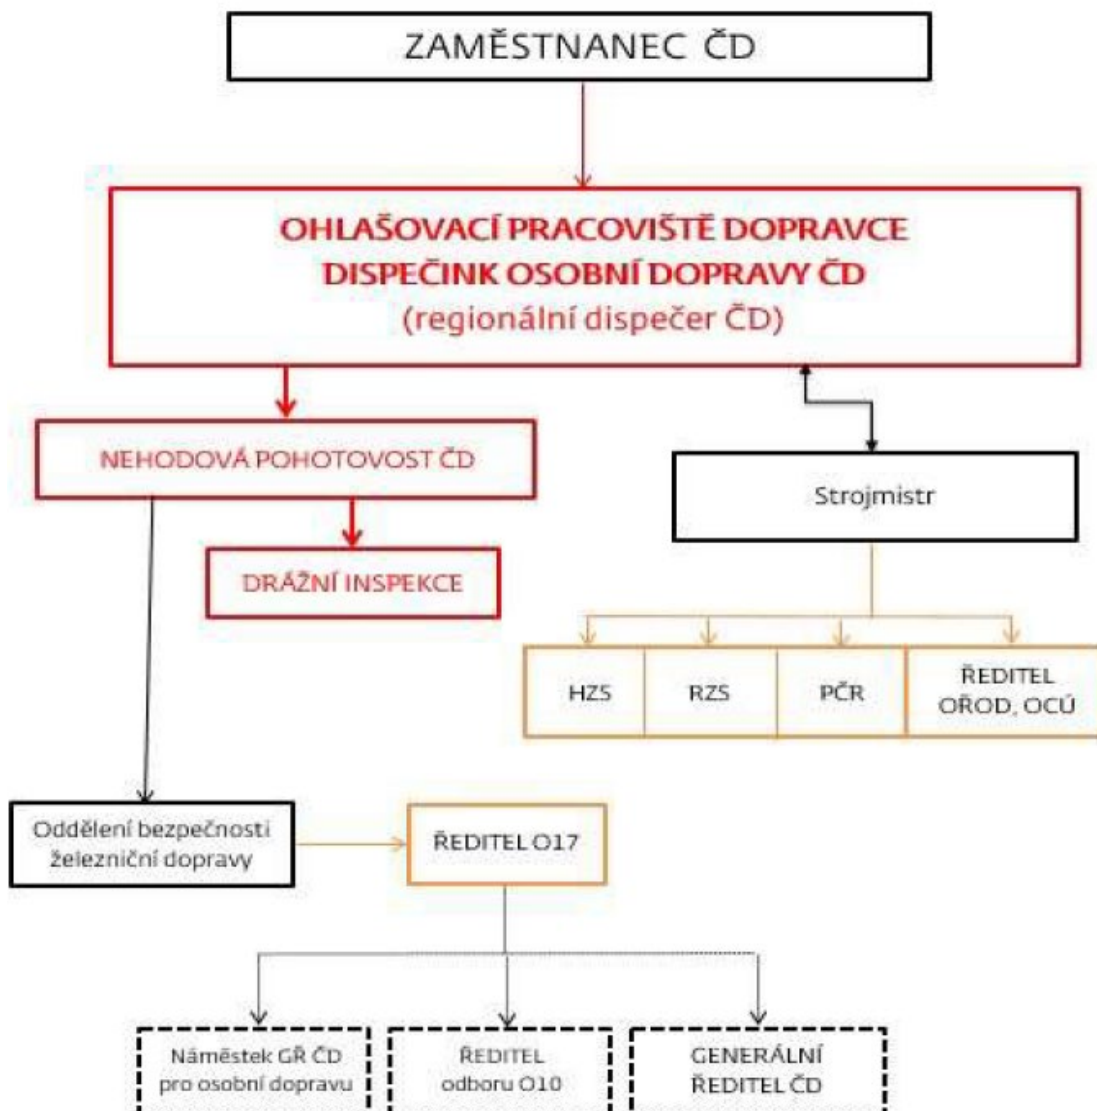 ZAMĚSTNANEC ČD
OHLAŠOVACÍ PRACOVIŠTĚ DOPRAVCE
DISPEČINK OSOBNÍ DOPRAVY ČD
(regionální dispečer ČD)
NEHODOVÁ POHOTOVOST ČD
Strojmistr
DRÁŽNÍ INSPEKCE
HZS
RZS
PČR
ŘEDITEL
OŘOD, OCÚ
Oddělení bezpečnosti
železniční dopravy
ŘEDITEL O17
Náměstek GŘ ČD
pro osobní dopravu
ŘEDITEL
odboru O10
GENERÁLNÍ
ŘEDITEL ČD